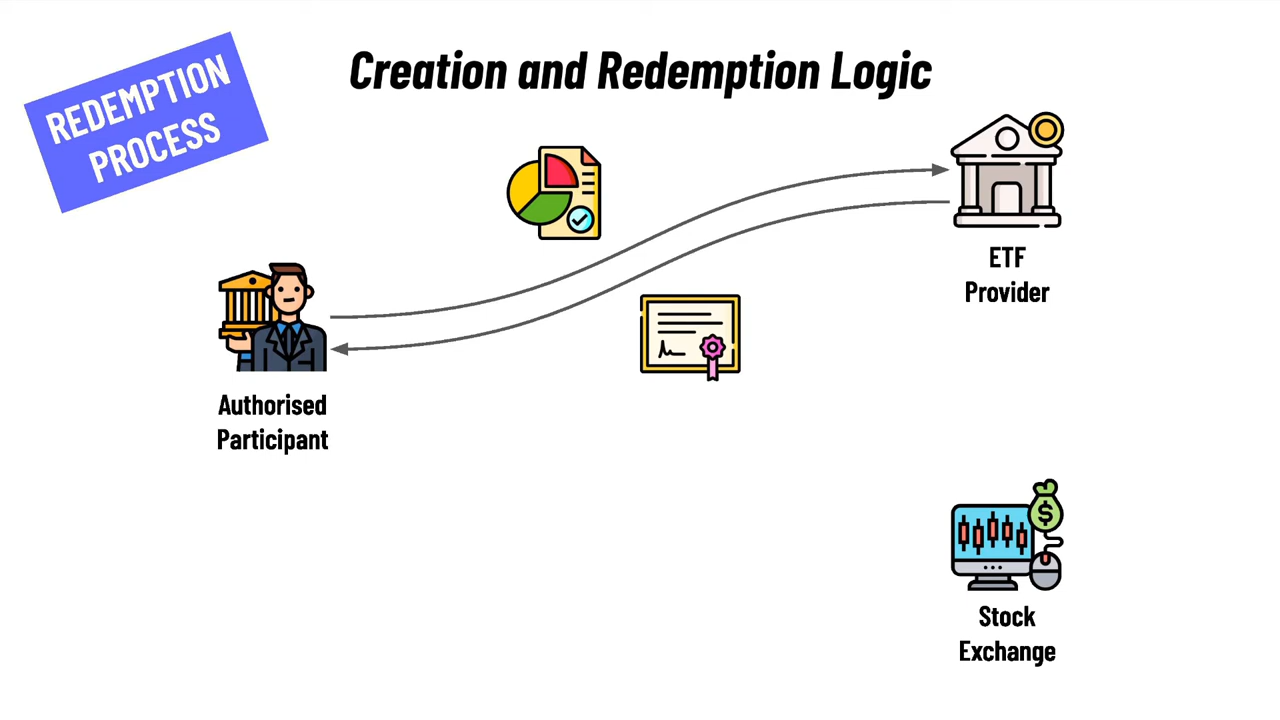 REDEMPTION
PROCESS
Creation and Redemption Logic
ETF
Provider
Authorised
Participant
$
Stock
Exchange